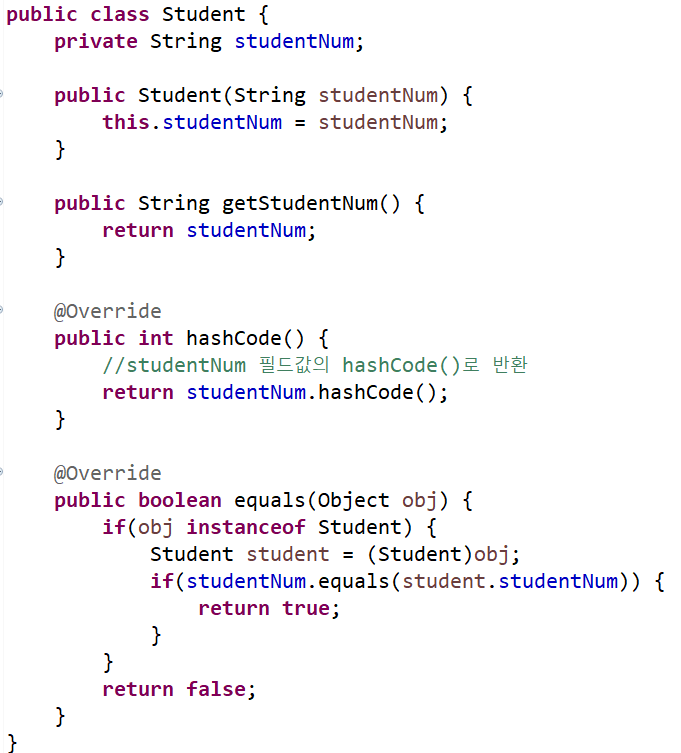 public class Student {
    private String studentNum;

    public Student(String studentNum) {
        this.studentNum = studentNum;
    }

    public String getStudentNum() {
        return studentNum;
    }

    @Override
    public int hashCode() {
        //studentNum 필드값의 hashCode()로 반환
        return studentNum.hashCode();
    }

    @Override
    public boolean equals(Object obj) {
        if(obj instanceof Student) {
            Student student = (Student)obj;
            if(studentNum.equals(student.studentNum)) {
                return true;
            }
        }
        return false;
    }
}